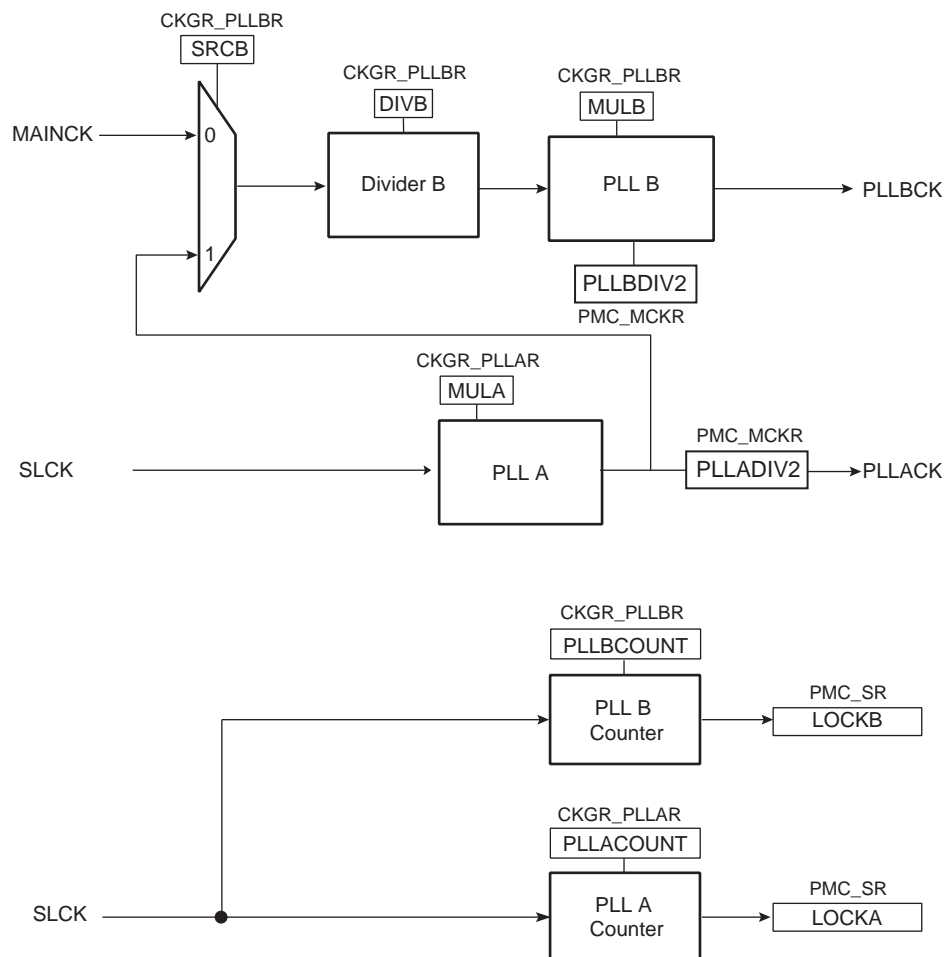 CKGR_PLLBR
SRCB
CKGR_PLLBR
DIVB
CKGR_PLLBR
MULB
MAINCK
0
Divider B
PLL B
PLLBCK
1
PLLBDIV2
PMC_MCKR
CKGR_PLLAR
MULA
PMC_MCKR
SLCK
PLL A
PLLADIV2
PLLACK
CKGR_PLLBR
PLLBCOUNT
PLL B
Counter
PMC_SR
LOCKB
CKGR_PLLAR
PLLACOUNT
SLCK
PLL A
Counter
PMC_SR
LOCKA